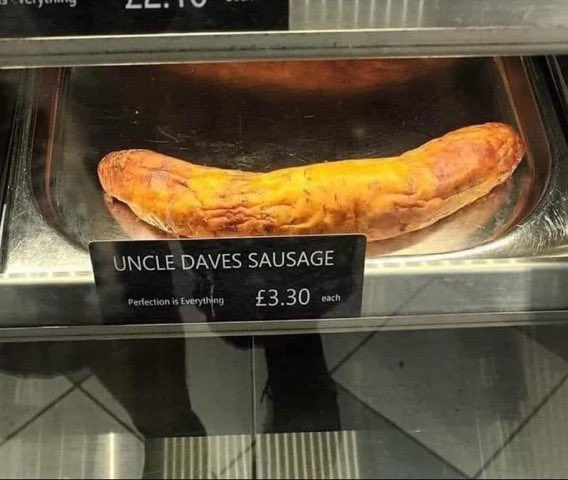 UNCLE DAVES SAUSAGE
Perfection is Everything £3.30 each